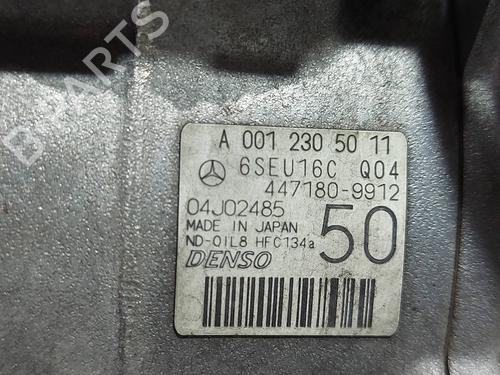 B-PARTS
A 001 230 50 11
6SEU16C Q04
447180-9912
04J02485
MADE IN JAPAN 50
ND-OIL8 HFC134a
DENSO